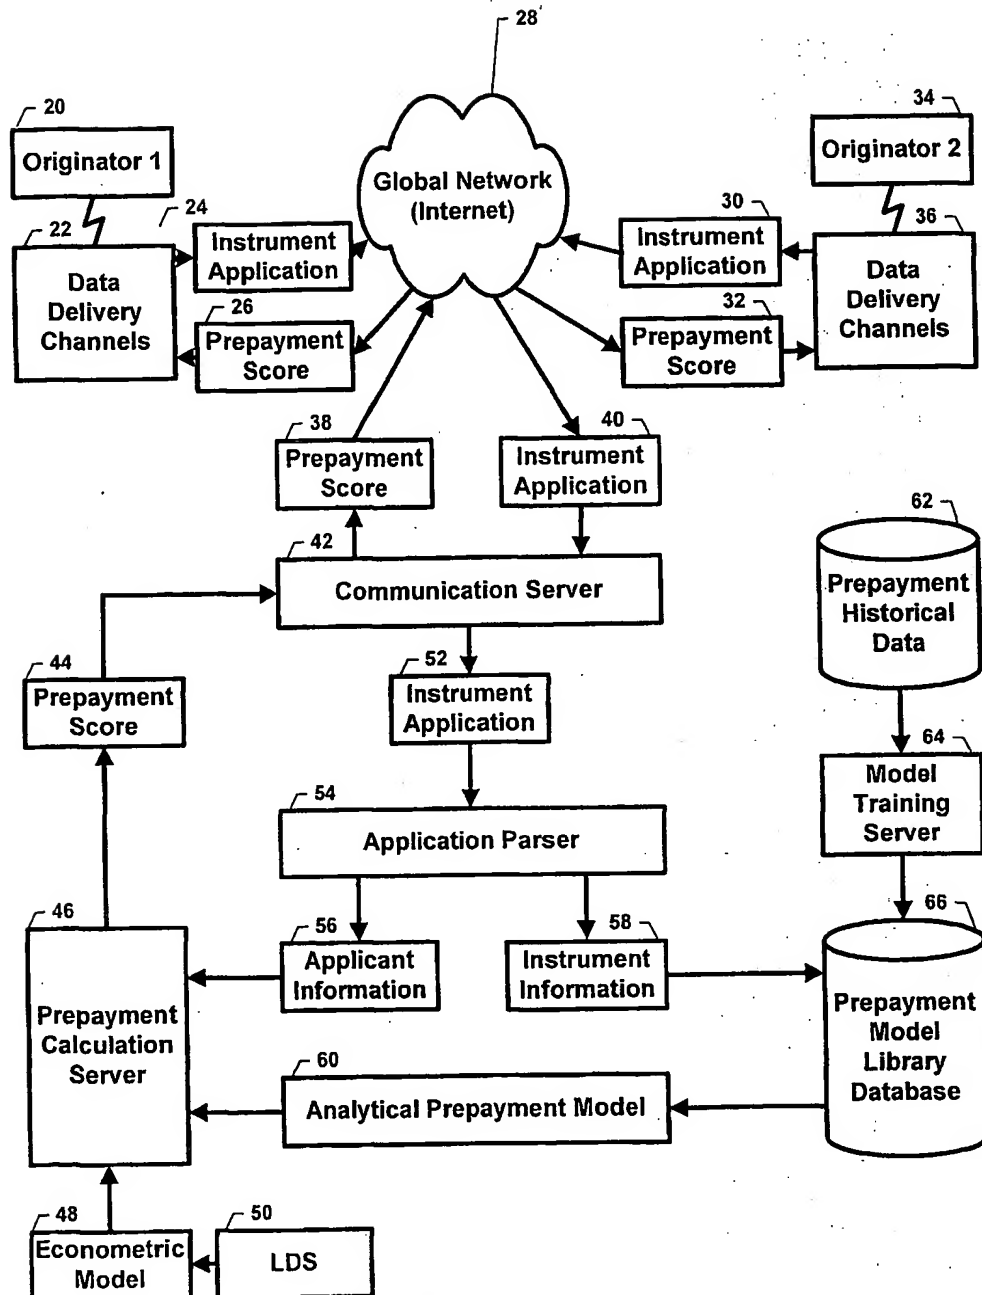 28
20
34
Originator 1
Originator 2
Global Network
(Internet)
24
30
22
36
Instrument
Application
Instrument
Application
Data
Delivery
Channels
Data
Delivery
Channels
26
32
Prepayment
Score
Prepayment
Score
38
40
Prepayment
Score
Instrument
Application
62
42
Communication Server
Prepayment
Historical
Data
44
52
Prepayment
Score
Instrument
Application
64
Model
Training
Server
54
Application Parser
46
56
58
66
Applicant
Information
Instrument
Information
Prepayment
Calculation
Server
Prepayment
Model
Library
Database
60
Analytical Prepayment Model
48
50
Econometric
Model
LDS